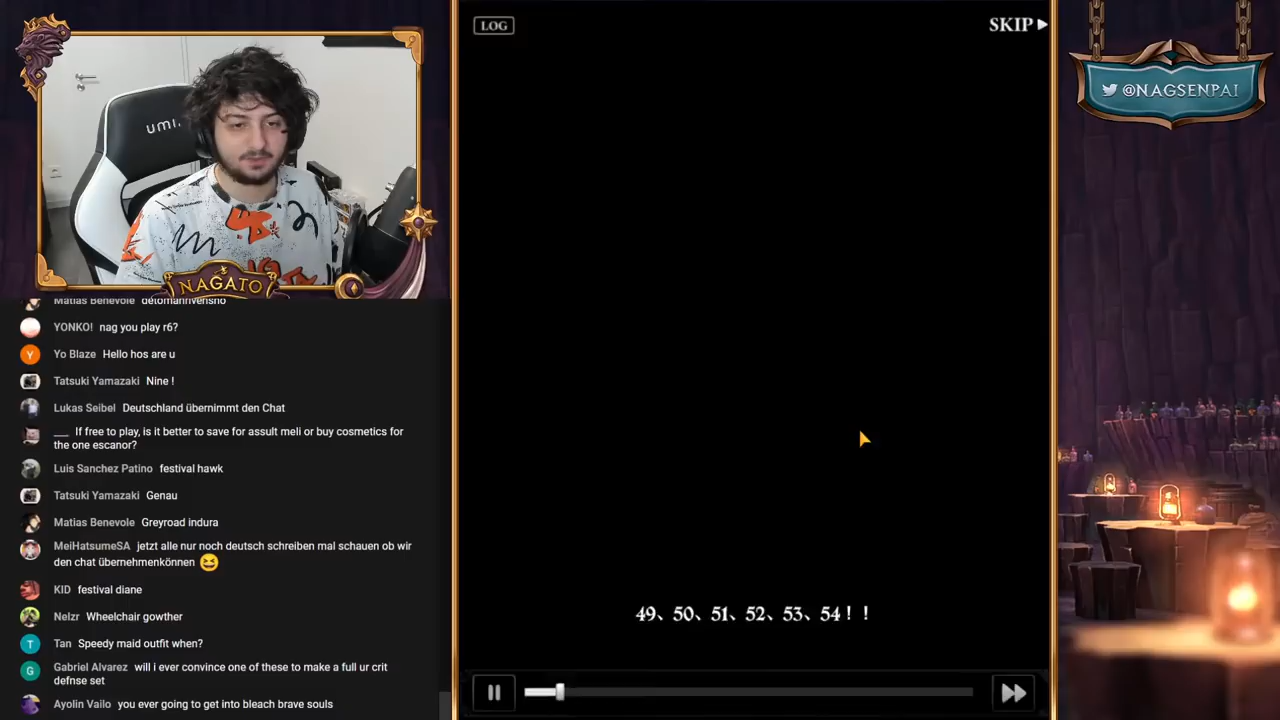 LOG
SKIP
@NAGSENPAI
umi.
NAGATO
Matias Benevole detomannvensho
YONKO! nag you play r6?
Y
Yo Blaze Hello hos are u
Tatsuki Yamazaki Nine !
Lukas Seibel Deutschland übernimmt den Chat
___ If free to play, is it better to save for assult meli or buy cosmetics for
the one escanor?
Luis Sanchez Patino festival hawk
Tatsuki Yamazaki Genau
Matias Benevole Greyroad indura
MeiHatsumeSA jetzt alle nur noch deutsch schreiben mal schauen ob wir
den chat übernehmenkönnen 😆
KID festival diane
Nelzr Wheelchair gowther
T
Tan Speedy maid outfit when?
G
Gabriel Alvarez will i ever convince one of these to make a full ur crit
defnse set
Ayolin Vailo you ever going to get into bleach brave souls
49、50、51、52、53、54！！